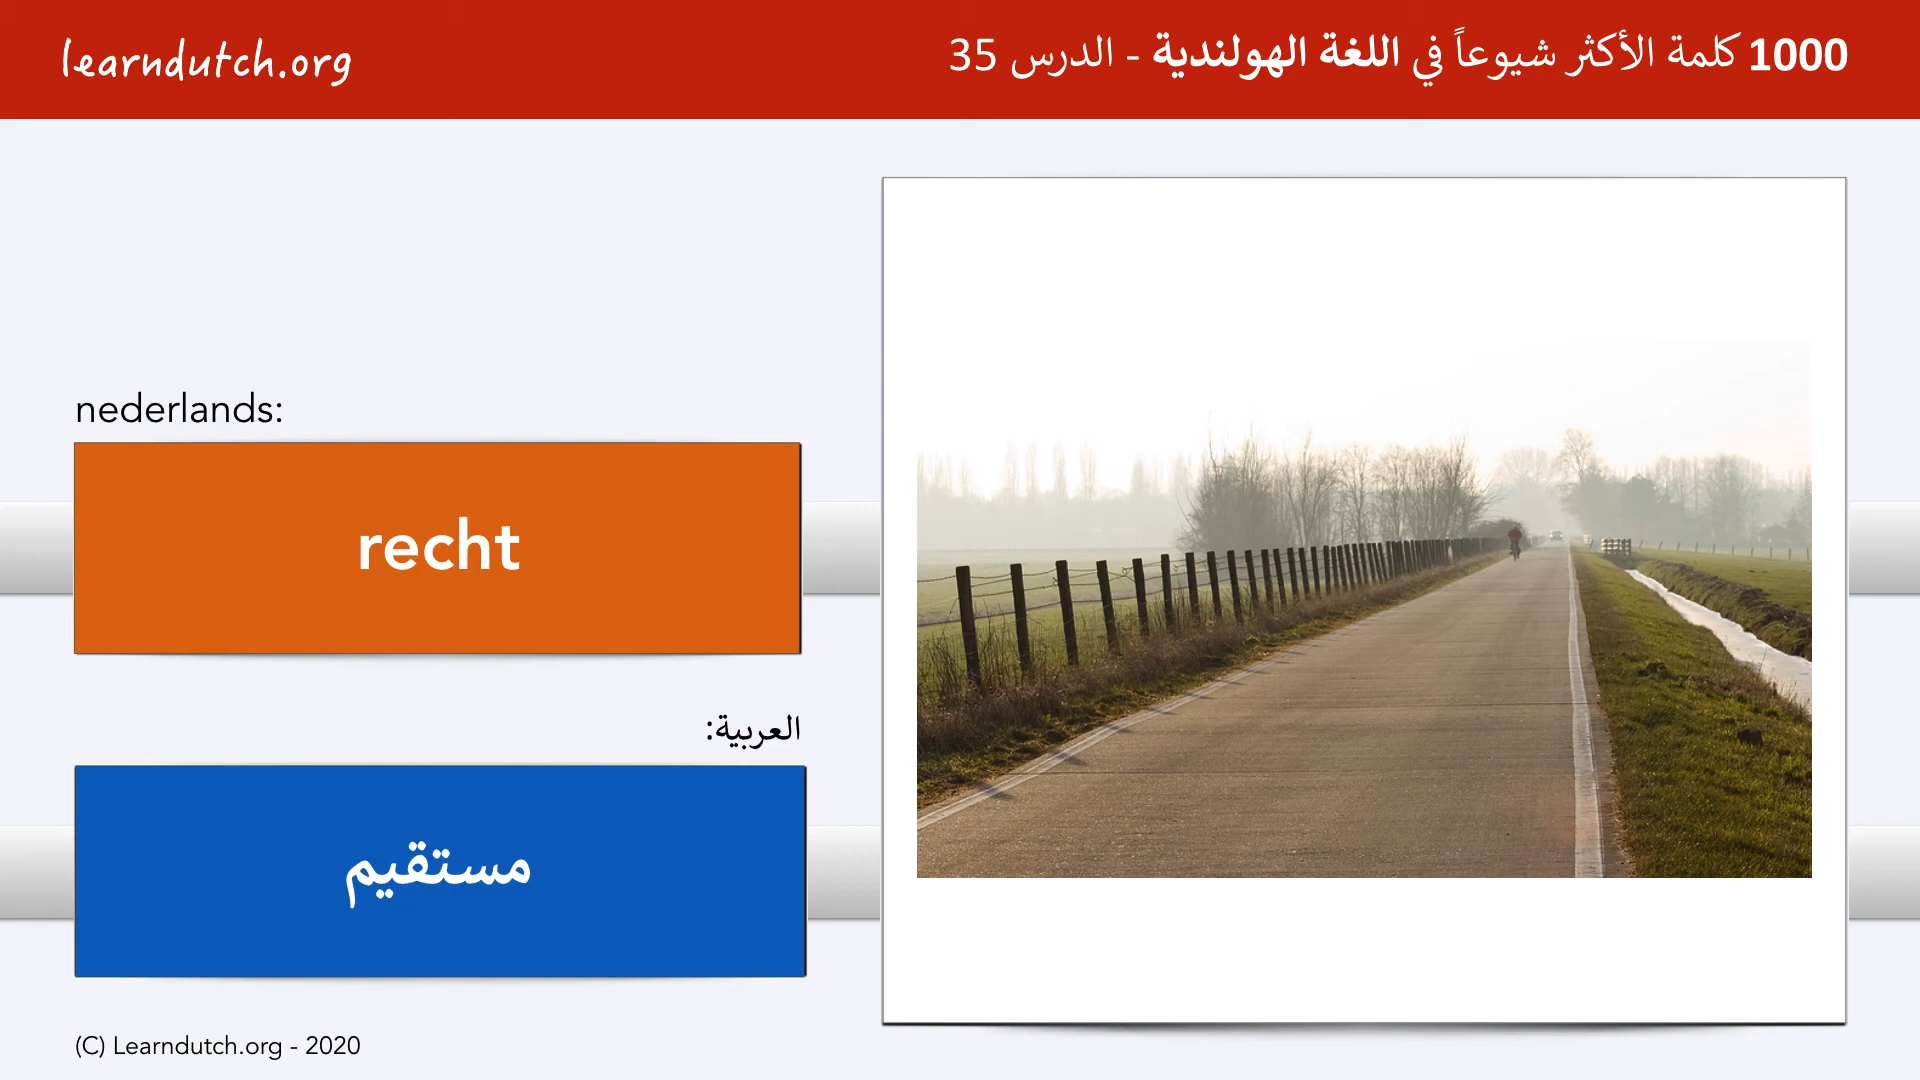 learndutch.org
1000 كلمة الأكثر شيوعاً في اللغة الهولندية - الدرس 35
nederlands:
recht
العربية:
مستقيم
(C) Learndutch.org - 2020